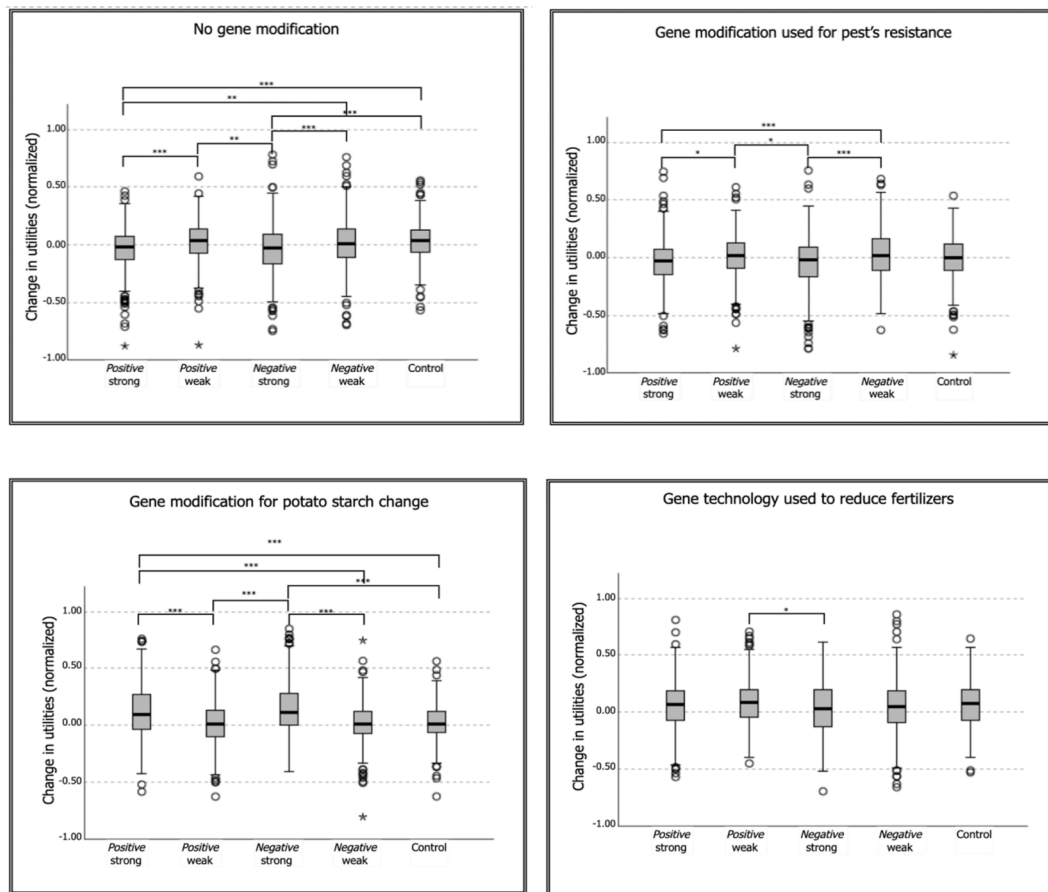 No gene modification
***
**
***
**
***
***
Change in utilities (normalized)
1.00
0.50
0.00
-0.50
-1.00
Positive strong
Positive weak
Negative strong
Negative weak
Control
Gene modification used for pest's resistance
***
*
*
***
Change in utilities (normalized)
1.00
0.50
0.00
-0.50
-1.00
Positive strong
Positive weak
Negative strong
Negative weak
Control
Gene modification for potato starch change
***
***
***
***
***
***
Change in utilities (normalized)
1.00
0.50
0.00
-0.50
-1.00
Positive strong
Positive weak
Negative strong
Negative weak
Control
Gene technology used to reduce fertilizers
*
Change in utilities (normalized)
1.00
0.50
0.00
-0.50
-1.00
Positive strong
Positive weak
Negative strong
Negative weak
Control